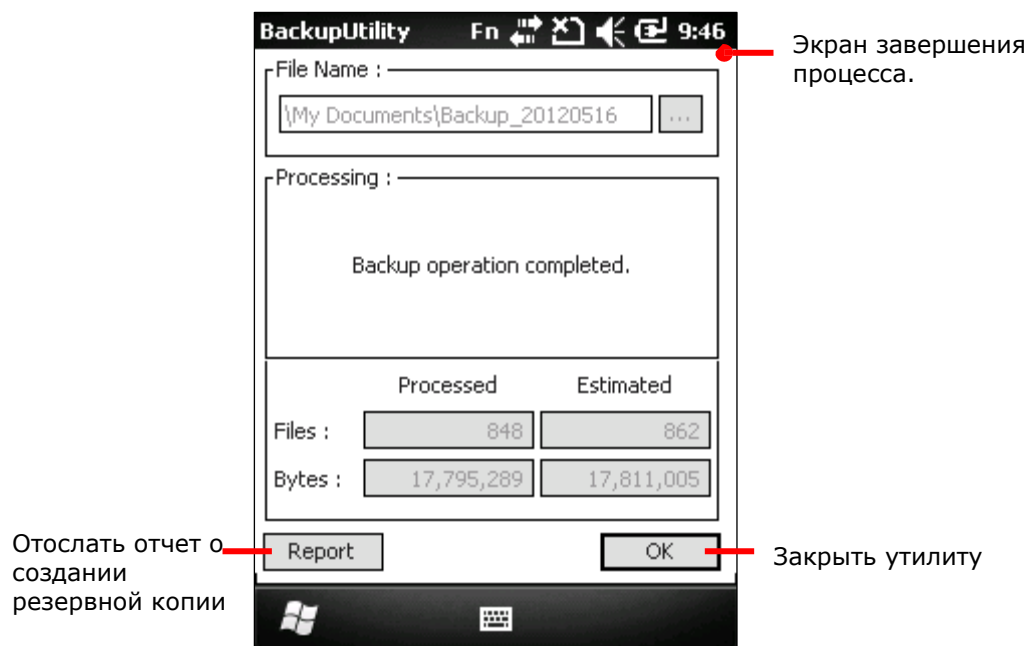 BackupUtility Fn 9:46
Экран завершения
процесса.
File Name :
\My Documents\Backup_20120516 ...
Processing :
Backup operation completed.
Processed Estimated
Files : 848 862
Bytes : 17,795,289 17,811,005
Отослать отчет о
создании
резервной копии
Report OK
Закрыть утилиту